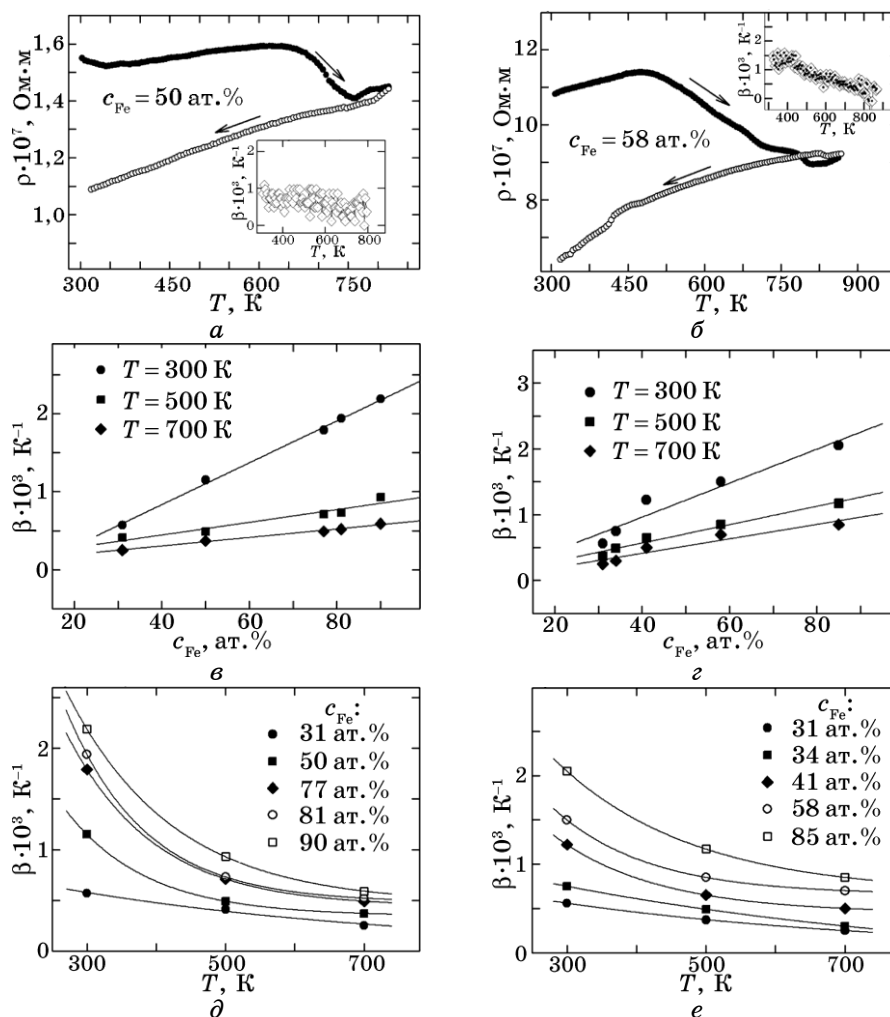 1,6
1,4
1,2
1,0
ρ·10⁷, Ом·м
c_Fe = 50 ат.%
β·10³, К⁻¹
2
1
0
400 600 800
T, К
300 450 600 750
T, К
а
12
10
8
ρ·10⁷, Ом·м
c_Fe = 58 ат.%
β·10³, К⁻¹
2
1
0
400 600 800
T, К
300 450 600 750 900
T, К
б
β·10³, К⁻¹
2
1
0
T = 300 К
T = 500 К
T = 700 К
20 40 60 80
c_Fe, ат.%
в
β·10³, К⁻¹
3
2
1
0
T = 300 К
T = 500 К
T = 700 К
20 40 60 80
c_Fe, ат.%
г
β·10³, К⁻¹
2
1
0
c_Fe:
31 ат.%
50 ат.%
77 ат.%
81 ат.%
90 ат.%
300 400 500 600 700
T, К
д
β·10³, К⁻¹
2
1
0
c_Fe:
31 ат.%
34 ат.%
41 ат.%
58 ат.%
85 ат.%
300 400 500 600 700
T, К
е